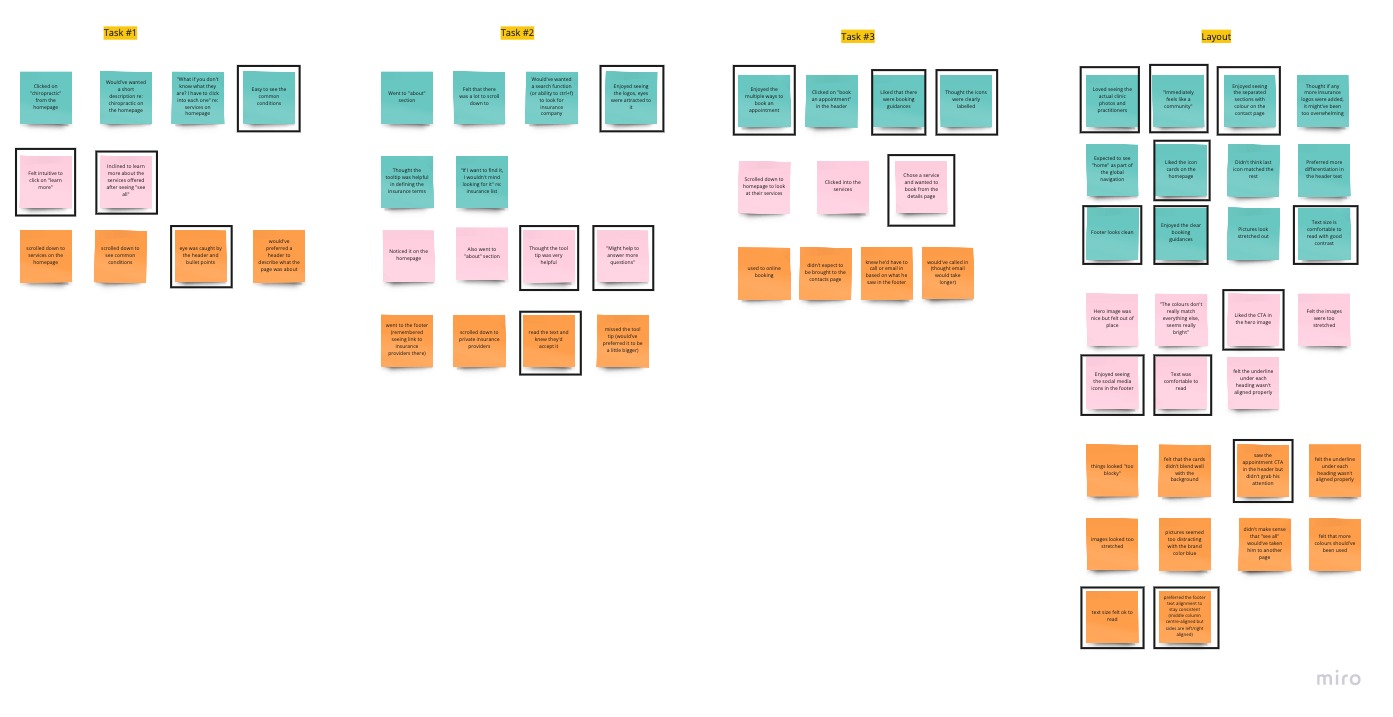 Task #1
Clicked on
"chiropractic"
from the
homepage
Would've wanted
a short
description re:
chiropractic on
the homepage
"What if you don't
know what they
are? I have to click
into each one" re:
services on
homepage
Easy to see the
common
conditions
Felt intuitive to
click on "learn
more"
Inclined to learn
more about the
services offered
after seeing "see
all"
scrolled down to
services on the
homepage
scrolled down to
see common
conditions
eye was caught by
the header and
bullet points
would've
preferred a
header to
describe what the
page was about
Task #2
Went to "about"
section
Felt that there
was a lot to scroll
down to
Would've wanted
a search function
(or ability to ctrl+f)
to look for
insurance
company
Enjoyed seeing
the logos, eyes
were attracted to
it
Thought the
tooltip was helpful
in defining the
insurance terms
"If I want to find it,
I wouldn't mind
looking for it" re:
insurance list
Noticed it on the
homepage
Also went to
"about" section
Thought the tool
tip was very
helpful
"Might help to
answer more
questions"
went to the footer
(remembered
seeing link to
insurance
providers there)
scrolled down to
private insurance
providers
read the text and
knew they'd
accept it
missed the tool
tip (would've
preferred it to be
a little bigger)
Task #3
Enjoyed the
multiple ways to
book an
appointment
Clicked on "book
an appointment"
in the header
Liked that there
were booking
guidances
Thought the icons
were clearly
labelled
Scrolled down to
homepage to look
at their services
Clicked into the
services
Chose a service
and wanted to
book from the
details page
used to online
booking
didn't expect to
be brought to the
contacts page
knew he'd have to
call or email in
based on what he
saw in the footer
would've called in
(thought email
would take
longer)
Layout
Loved seeing the
actual clinic
photos and
practitioners
"Immediately
feels like a
community"
Enjoyed seeing
the separated
sections with
colour on the
contact page
Thought if any
more insurance
logos were added,
it might've been
too overwhelming
Expected to see
"home" as part of
the global
navigation
Liked the icon
cards on the
homepage
Didn't think last
icon matched the
rest
Preferred more
differentiation in
the header text
Footer looks clean
Enjoyed the clear
booking
guidances
Pictures look
stretched out
Text size is
comfortable to
read with good
contrast
Hero image was
nice but felt out of
place
"The colours don't
really match
everything else,
seems really
bright"
Liked the CTA in
the hero image
Felt the images
were too
stretched
Enjoyed seeing
the social media
icons in the footer
Text was
comfortable to
read
felt the underline
under each
heading wasn't
aligned properly
things looked "too
blocky"
felt that the cards
didn't blend well
with the
background
saw the
appointment CTA
in the header but
didn't grab his
attention
felt the underline
under each
heading wasn't
aligned properly
images looked too
stretched
pictures seemed
too distracting
with the brand
color blue
didn't make sense
that "see all"
would've taken
him to another
page
felt that more
colours should've
been used
text size felt ok to
read
preferred the footer
text alignment to
stay consistent
(middle column
centre-aligned but
sides are left/right
aligned)
miro